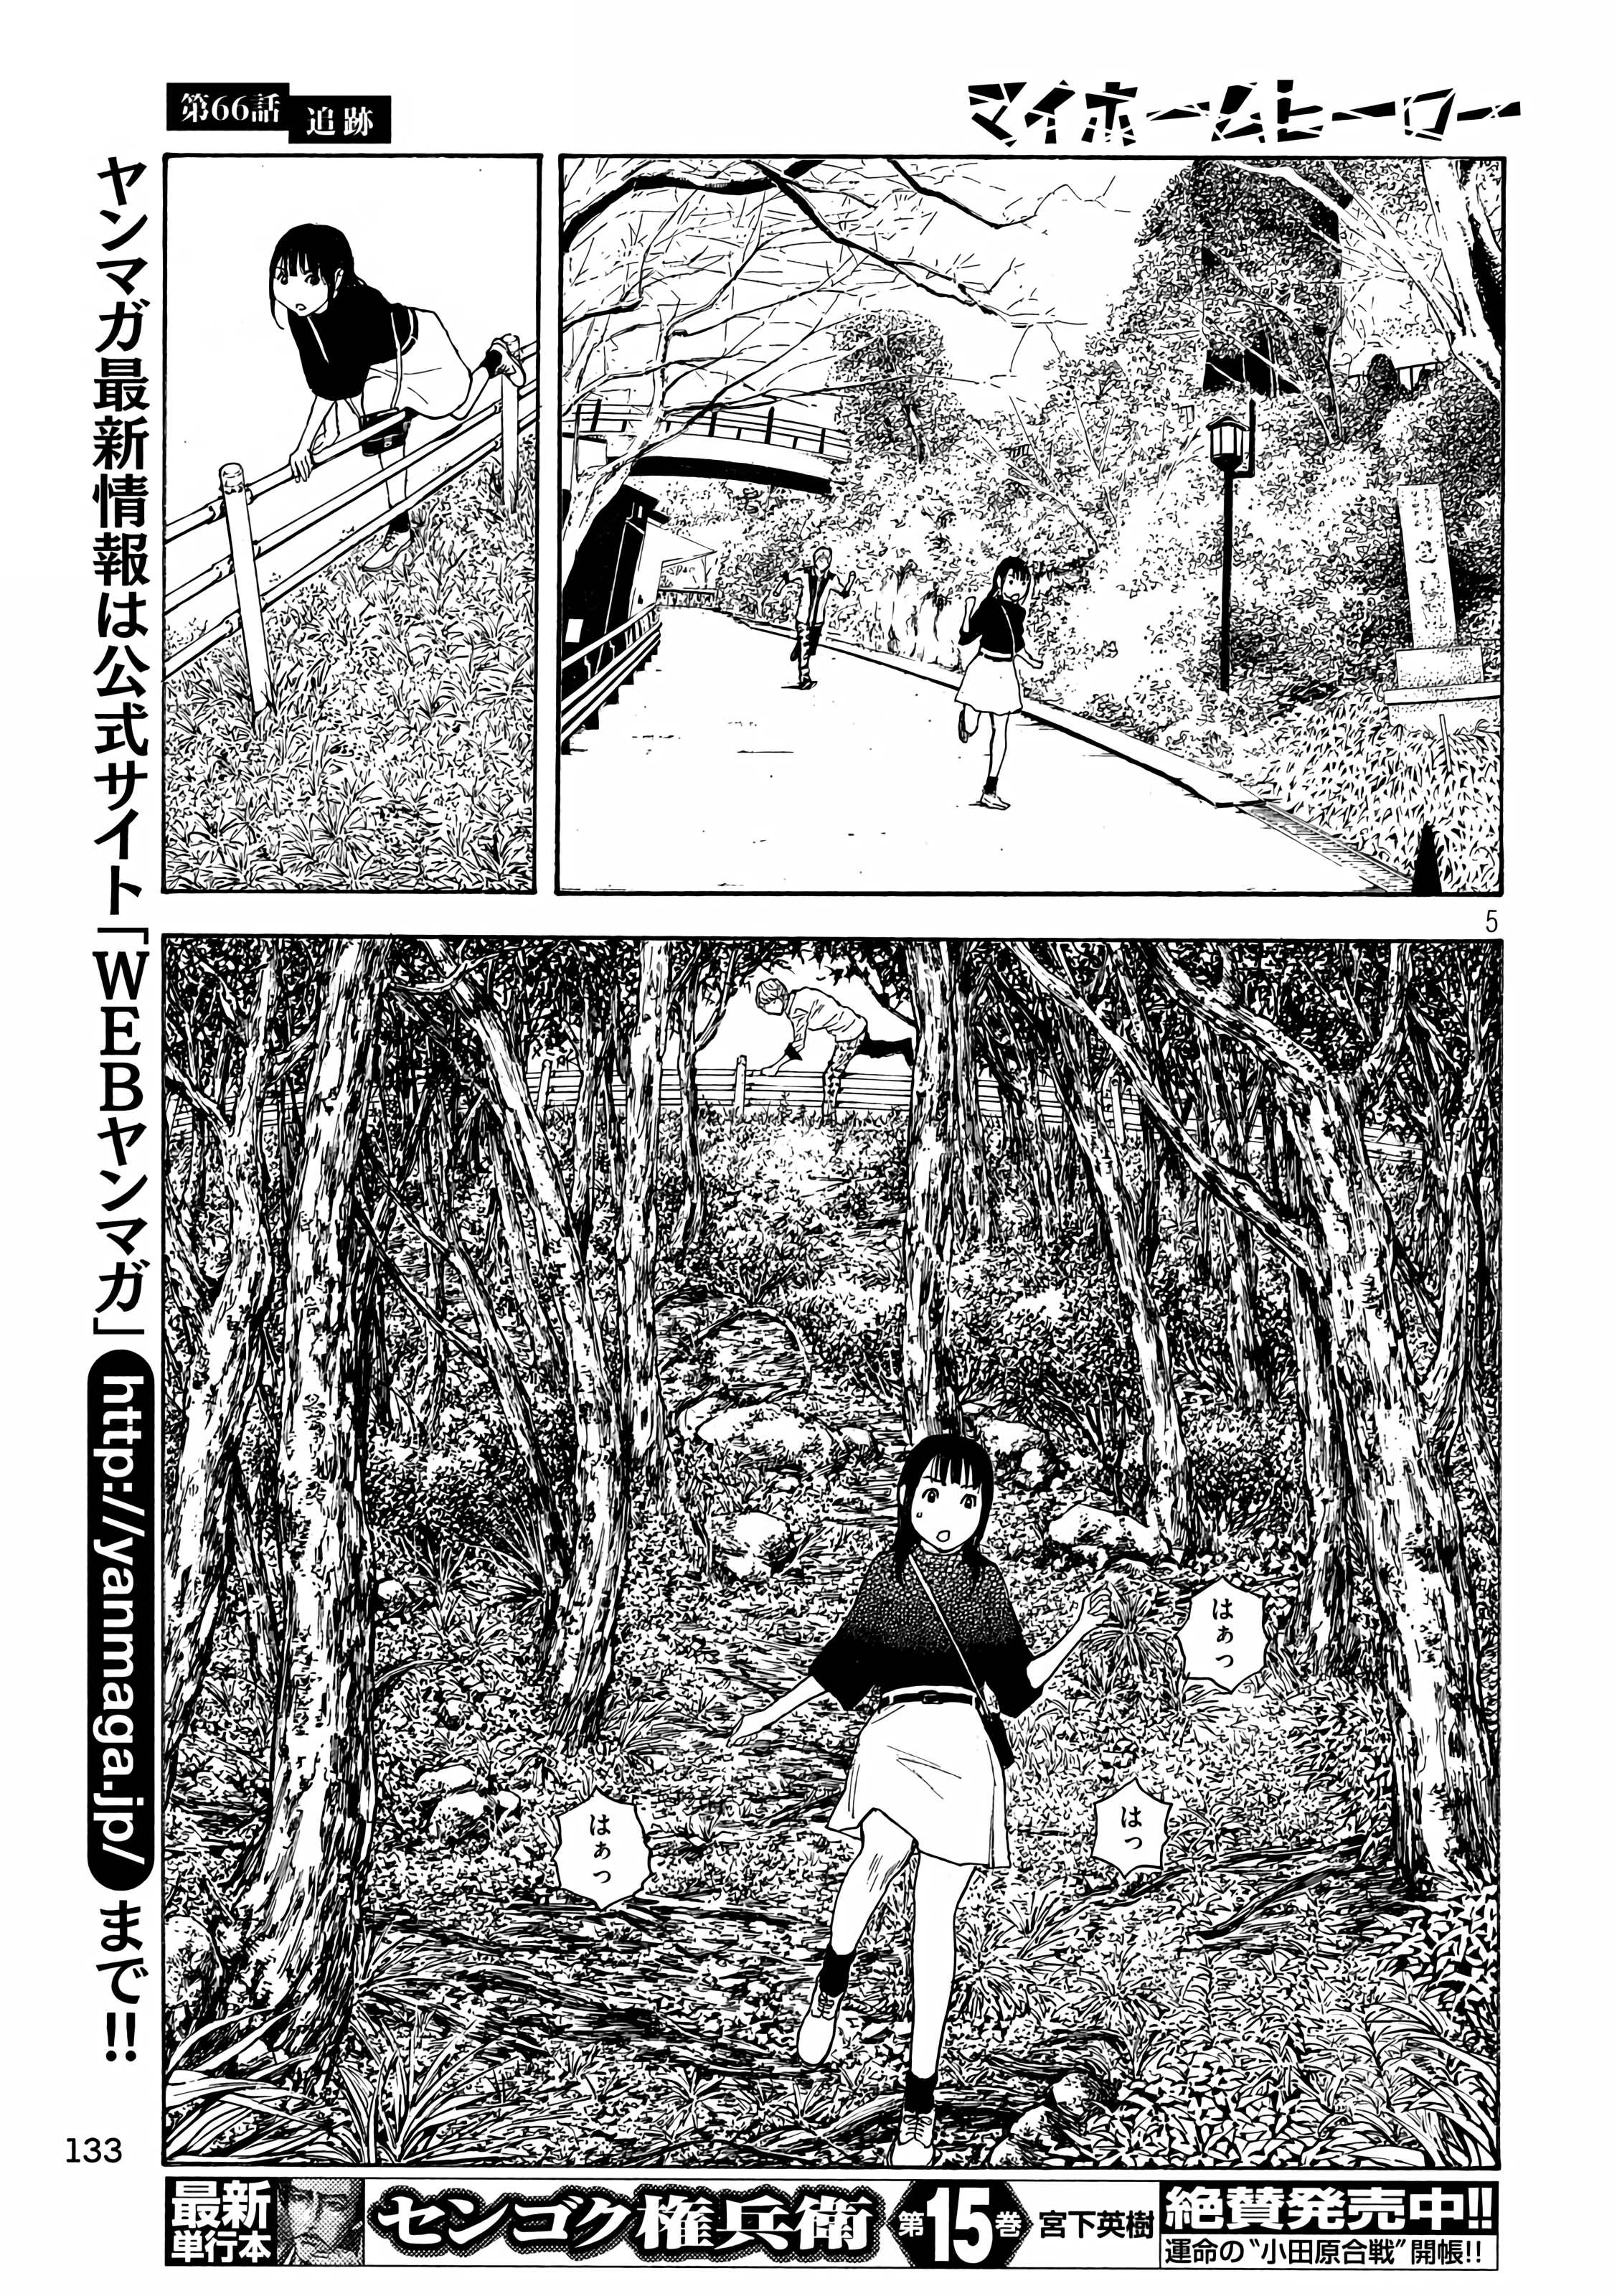 マイホームヒーロー
第66話
追跡
5
はぁっ
はっ
はぁっ
ヤンマガ最新情報は公式サイト「WEBヤンマガ」http://yanmaga.jp/まで!!
133
最新
単行本
センゴク権兵衛
第15巻
宮下英樹
絶賛発売中!!
運命の“小田原合戦”開帳!!